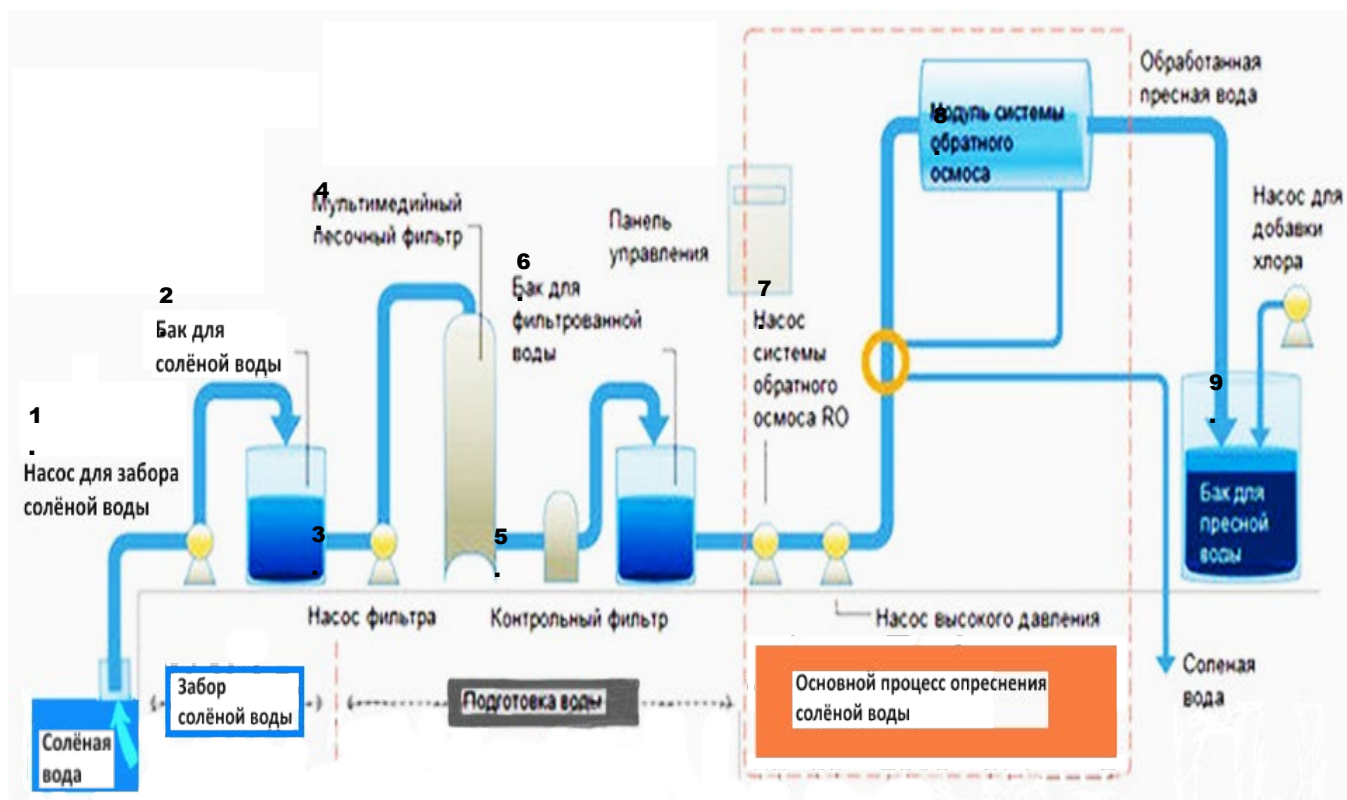 Обработанная
пресная вода
8
Модуль системы
обратного
осмоса
.
4
Мультимедийный
песочный фильтр
.
Панель
управления
Насос для
добавки
хлора
6
Бак для
фильтрованной
воды
.
2
Бак для
солёной воды
.
7
Насос
системы
обратного
осмоса RO
.
1
.
Насос для забора
солёной воды
9
.
Бак для
пресной
воды
3
.
5
.
Насос фильтра
Контрольный фильтр
Насос высокого давления
Соленая
вода
Забор
солёной воды
Подготовка воды
Основной процесс опреснения
солёной воды
Солёная
вода